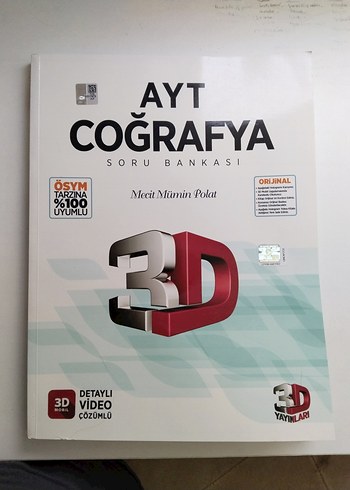 AYT
COĞRAFYA
SORU BANKASI
Mecit Mümin Polat
ÖSYM
TARZINA
%100
UYUMLU
ORİJİNAL
3D
3D
MOBİL
DETAYLI
VİDEO
ÇÖZÜMLÜ
3D
YAYINLARI